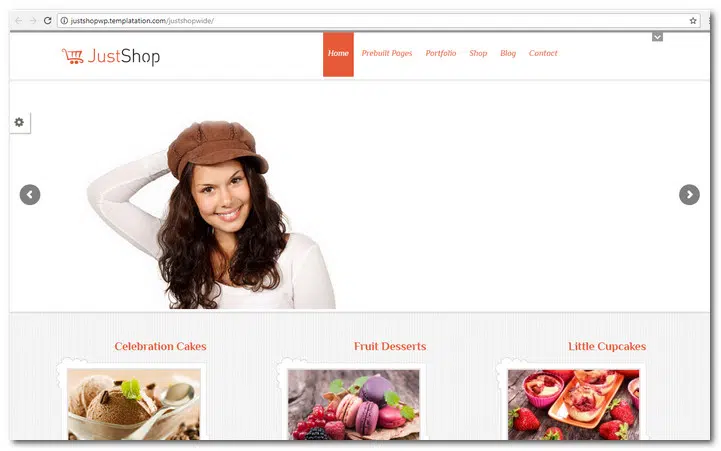 justshopwp.templatation.com/justshopwide/
JustShop
Home Prebuilt Pages Portfolio Shop Blog Contact
Celebration Cakes Fruit Desserts Little Cupcakes